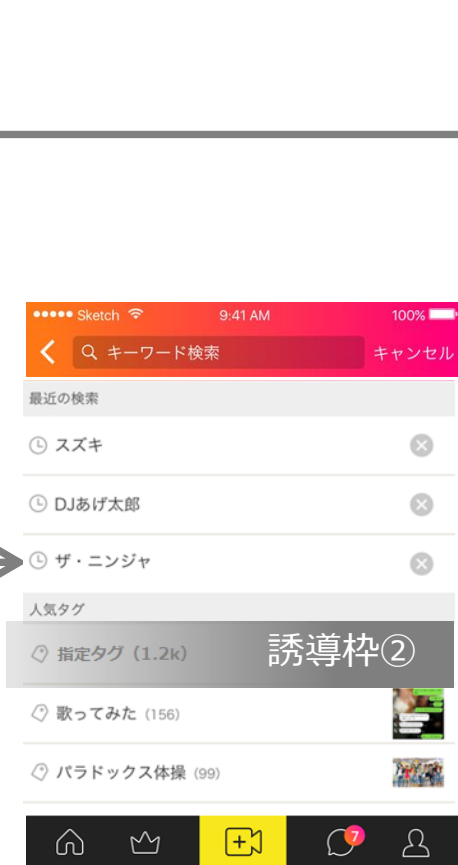 Sketch 9:41 AM 100%
キーワード検索 キャンセル
最近の検索
スズキ
DJあげ太郎
ザ・ニンジャ
人気タグ
指定タグ（1.2k） 誘導枠②
歌ってみた (156)
パラドックス体操 (99)
7